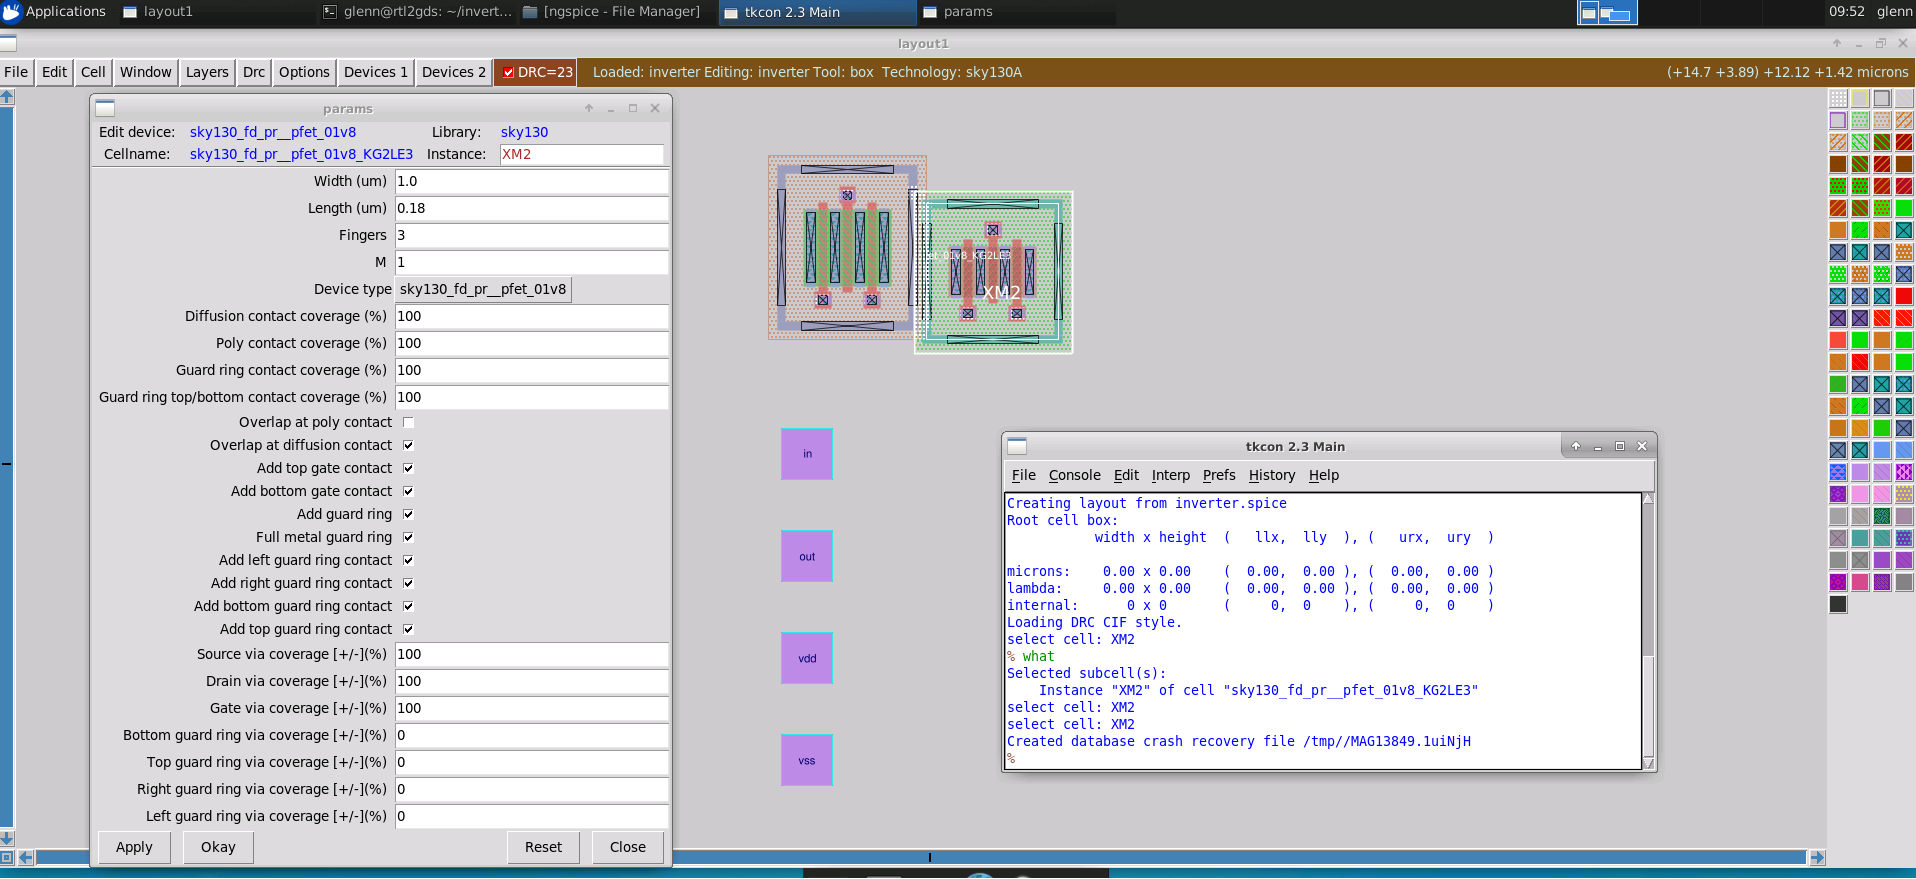 Applications layout1 glenn@rtl2gds: ~/invert... [ngspice - File Manager] tkcon 2.3 Main params 09:52 glenn
layout1
File Edit Cell Window Layers Drc Options Devices 1 Devices 2 DRC=23 Loaded: inverter Editing: inverter Tool: box Technology: sky130A (+14.7 +3.89) +12.12 +1.42 microns
params
Edit device: sky130_fd_pr__pfet_01v8 Library: sky130
Cellname: sky130_fd_pr__pfet_01v8_KG2LE3 Instance: XM2
Width (um) 1.0
Length (um) 0.18
Fingers 3
M 1
Device type sky130_fd_pr__pfet_01v8
Diffusion contact coverage (%) 100
Poly contact coverage (%) 100
Guard ring contact coverage (%) 100
Guard ring top/bottom contact coverage (%) 100
Overlap at poly contact
Overlap at diffusion contact
Add top gate contact
Add bottom gate contact
Add guard ring
Full metal guard ring
Add left guard ring contact
Add right guard ring contact
Add bottom guard ring contact
Add top guard ring contact
Source via coverage [+/-](%) 100
Drain via coverage [+/-](%) 100
Gate via coverage [+/-](%) 100
Bottom guard ring via coverage [+/-](%) 0
Top guard ring via coverage [+/-](%) 0
Right guard ring via coverage [+/-](%) 0
Left guard ring via coverage [+/-](%) 0
Apply Okay Reset Close
_01v8_KG2LE3
XM2
in
out
vdd
vss
tkcon 2.3 Main
File Console Edit Interp Prefs History Help
Creating layout from inverter.spice
Root cell box:
width x height ( llx, lly ), ( urx, ury )
microns: 0.00 x 0.00 ( 0.00, 0.00 ), ( 0.00, 0.00 )
lambda: 0.00 x 0.00 ( 0.00, 0.00 ), ( 0.00, 0.00 )
internal: 0 x 0 ( 0, 0 ), ( 0, 0 )
Loading DRC CIF style.
select cell: XM2
% what
Selected subcell(s):
Instance "XM2" of cell "sky130_fd_pr__pfet_01v8_KG2LE3"
select cell: XM2
select cell: XM2
Created database crash recovery file /tmp//MAG13849.1uiNjH
%